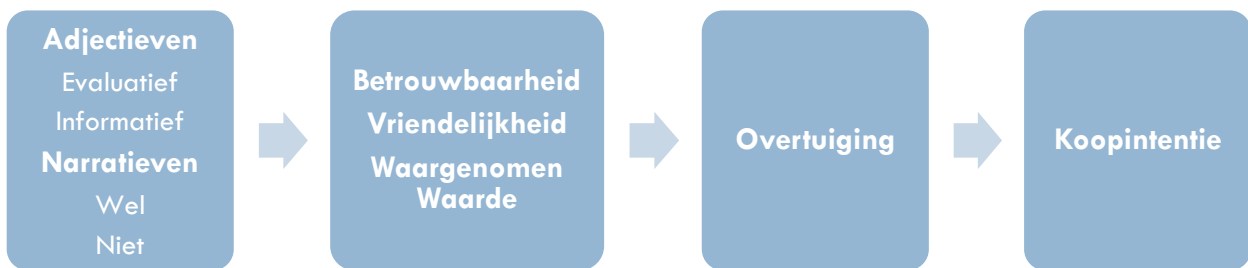 Adjectieven
Evaluatief
Informatief
Narratieven
Wel
Niet
Betrouwbaarheid
Vriendelijkheid
Waargenomen
Waarde
Overtuiging
Koopintentie